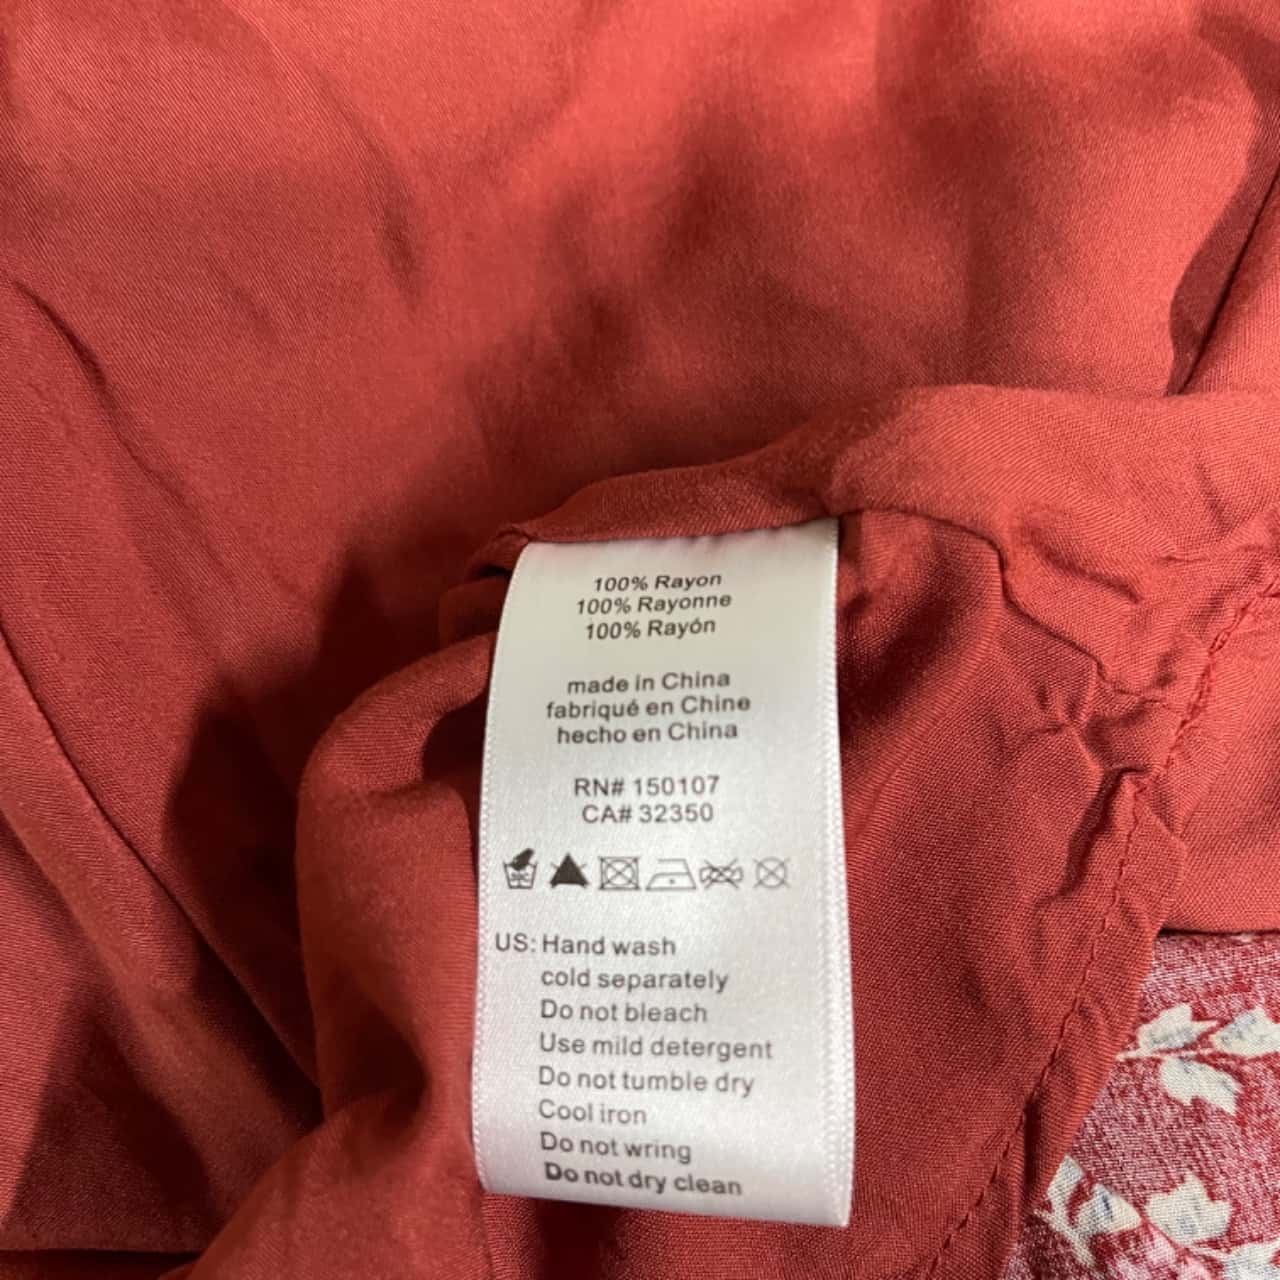 100% Rayon
100% Rayonne
100% Rayón
made in China
fabriqué en Chine
hecho en China
RN# 150107
CA# 32350
US: Hand wash
cold separately
Do not bleach
Use mild detergent
Do not tumble dry
Cool iron
Do not wring
Do not dry clean